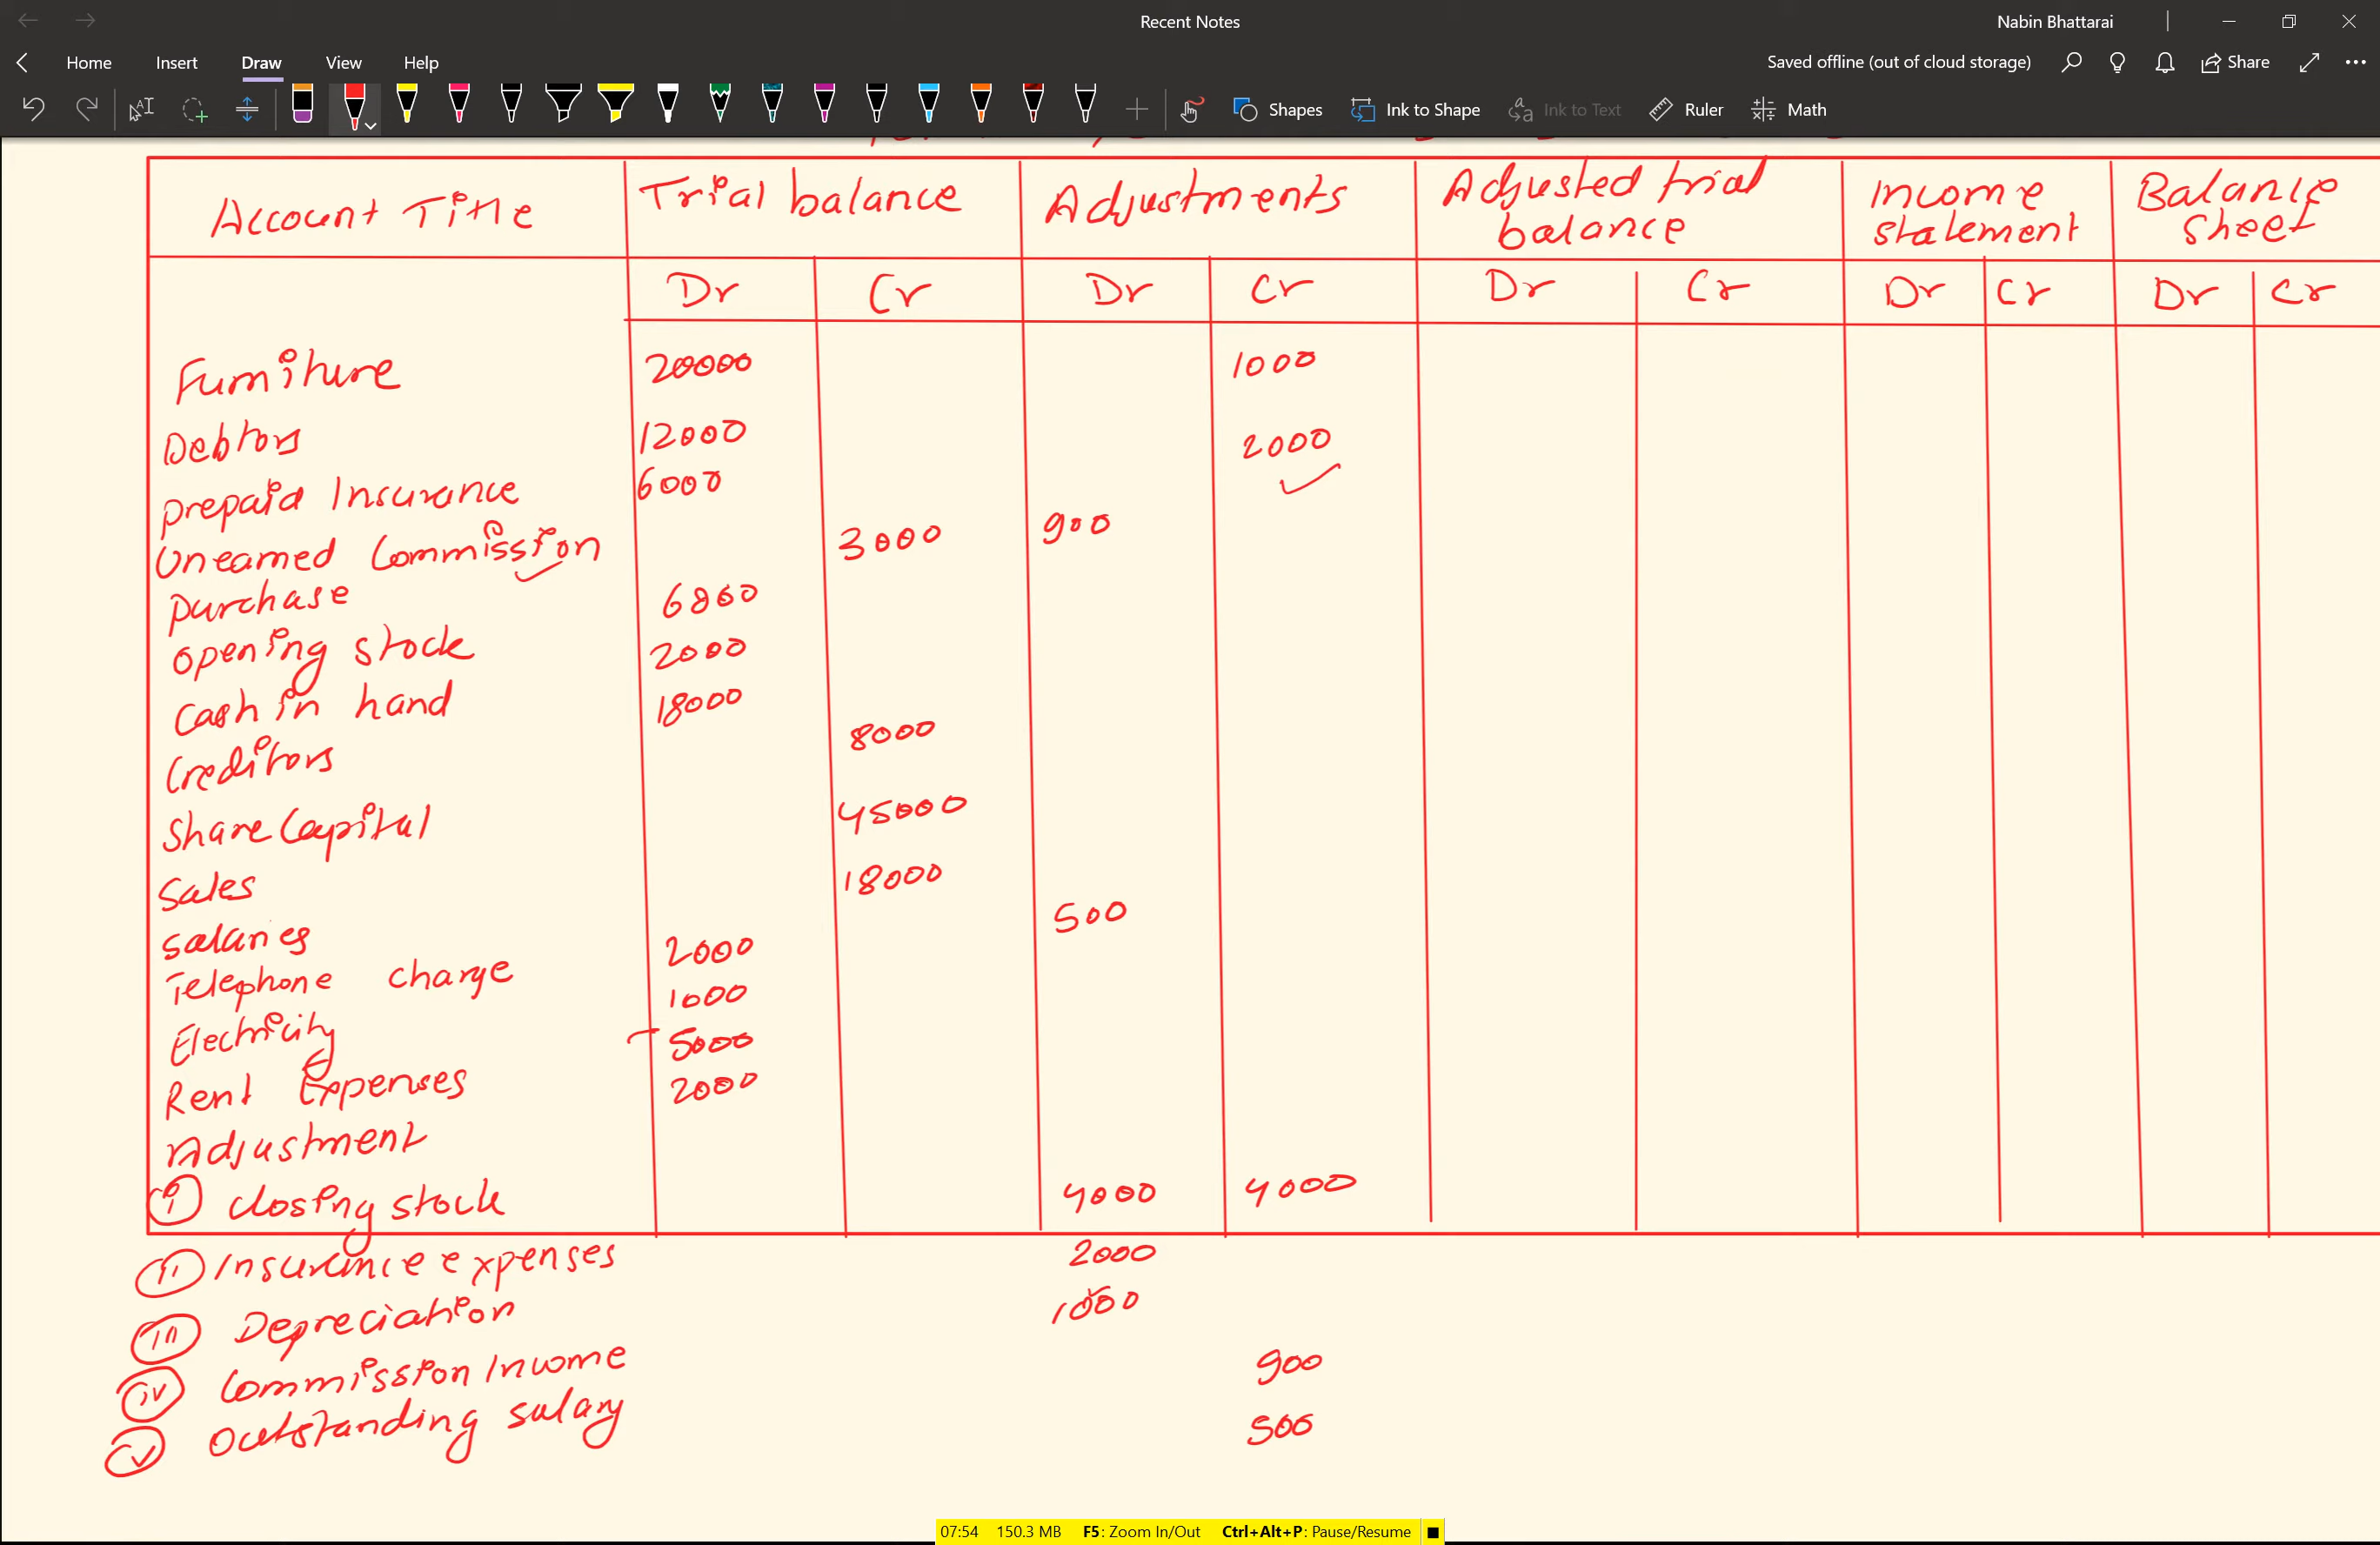 Recent Notes Nabin Bhattarai
Home Insert Draw View Help Saved offline (out of cloud storage) Share
Shapes Ink to Shape Ink to Text Ruler Math
Account Title Trial balance Adjustments Adjusted trial balance Income statement Balance Sheet
Dr Cr Dr Cr Dr Cr Dr Cr Dr Cr
Furniture 20000 1000
Debtors 12000 2000
prepaid Insurance 6000
Unearned Commission 3000 900
purchase 6000
opening stock 2000
Cash in hand 18000
Creditors 8000
Share Capital 45000
Sales 18000
salaries 2000 500
Telephone charge 1000
Electricity 5000
Rent Expenses 2000
Adjustment
i closing stock 4000 4000
ii Insurance expenses 2000
iii Depreciation 1000
iv Commission Income 900
v Outstanding salary 500
07:54 150.3 MB F5: Zoom In/Out Ctrl+Alt+P: Pause/Resume